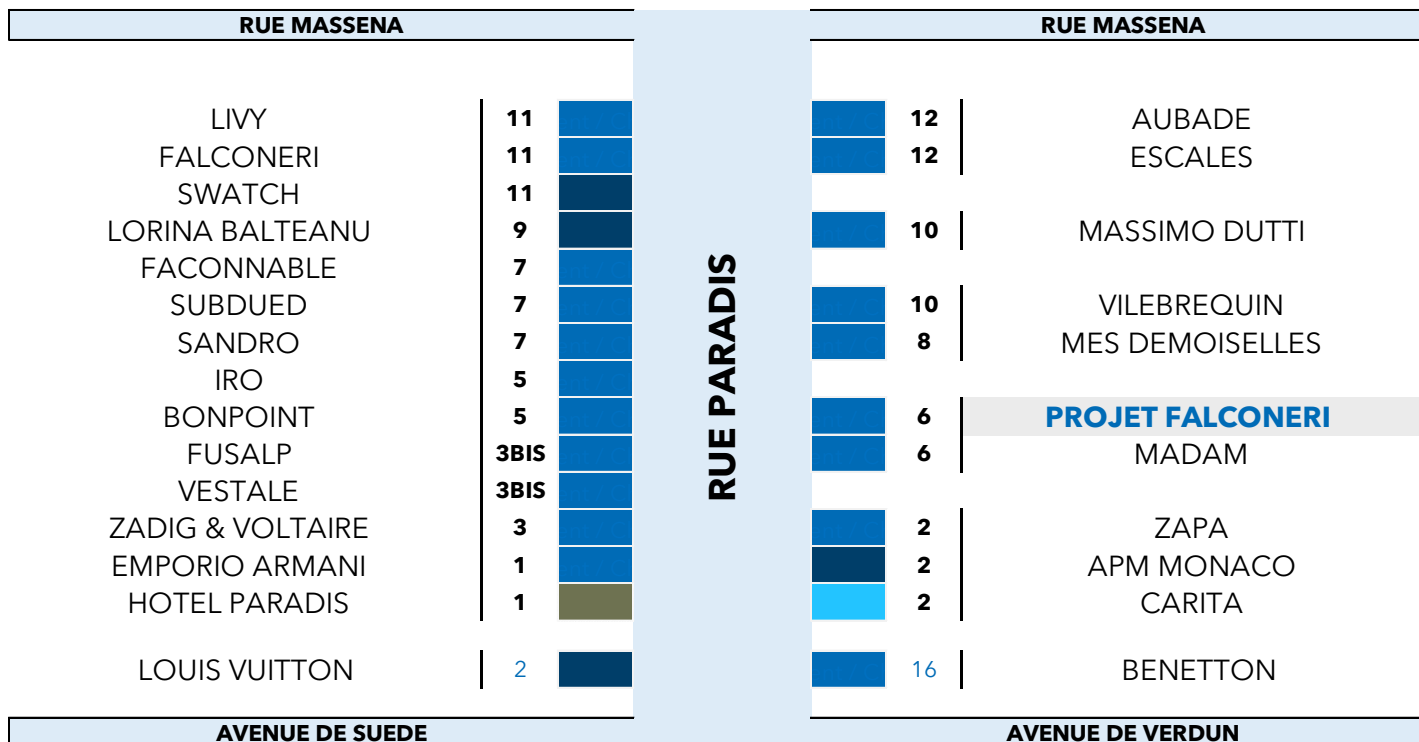 RUE MASSENA RUE MASSENA
LIVY 11 12 AUBADE
FALCONERI 11 12 ESCALES
SWATCH 11
LORINA BALTEANU 9 10 MASSIMO DUTTI
FACONNABLE 7
SUBDUED 7 10 VILEBREQUIN
SANDRO 7 8 MES DEMOISELLES
IRO 5
BONPOINT 5 6 PROJET FALCONERI
FUSALP 3BIS 6 MADAM
VESTALE 3BIS
ZADIG & VOLTAIRE 3 2 ZAPA
EMPORIO ARMANI 1 2 APM MONACO
HOTEL PARADIS 1 2 CARITA
LOUIS VUITTON 2 16 BENETTON
RUE PARADIS
AVENUE DE SUEDE AVENUE DE VERDUN